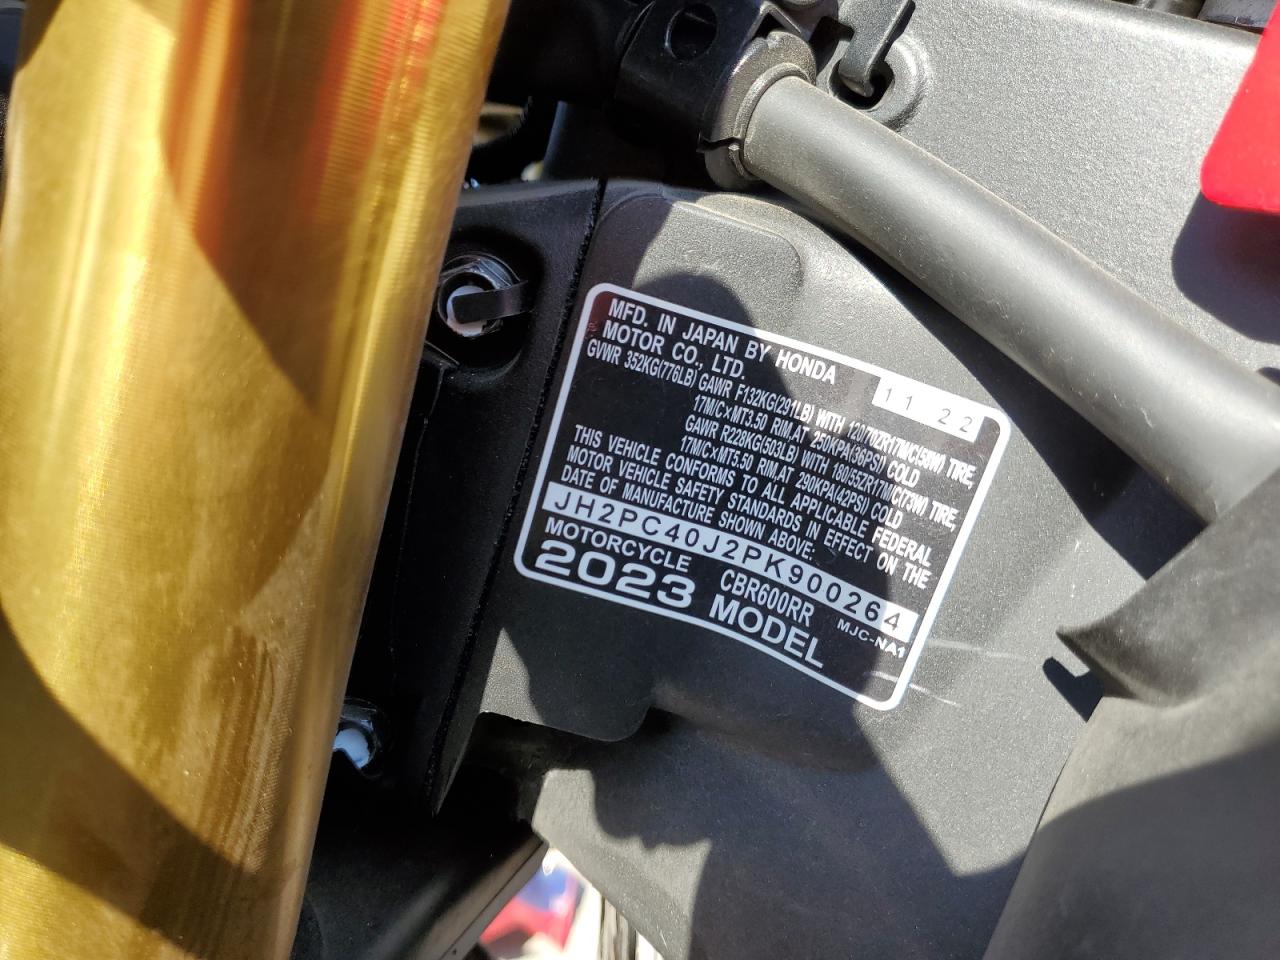 MFD. IN JAPAN BY HONDA 11 22
MOTOR CO., LTD.
GVWR 352KG(776LB) GAWR F132KG(291LB) WITH 120/70ZR17M/C(58W) TIRE,
17M/C×MT3.50 RIM,AT 250KPA(36PSI) COLD
GAWR R228KG(503LB) WITH 180/55ZR17M/C(73W) TIRE,
17M/C×MT5.50 RIM,AT 290KPA(42PSI) COLD
THIS VEHICLE CONFORMS TO ALL APPLICABLE FEDERAL
MOTOR VEHICLE SAFETY STANDARDS IN EFFECT ON THE
DATE OF MANUFACTURE SHOWN ABOVE:
JH2PC40J2PK900264
MOTORCYCLE CBR600RR MJC-NA1
2023 MODEL